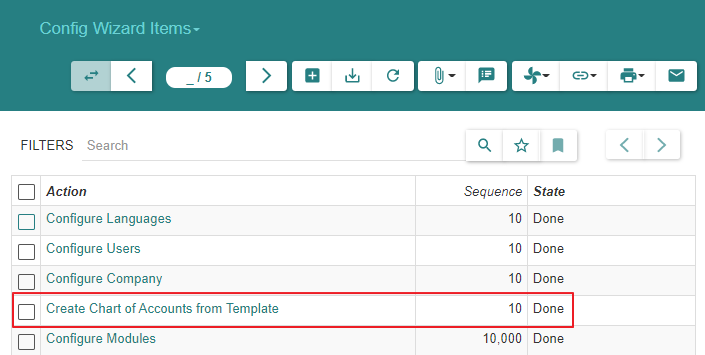 Config Wizard Items
_ / 5
FILTERS Search
Action Sequence State
Configure Languages 10 Done
Configure Users 10 Done
Configure Company 10 Done
Create Chart of Accounts from Template 10 Done
Configure Modules 10,000 Done